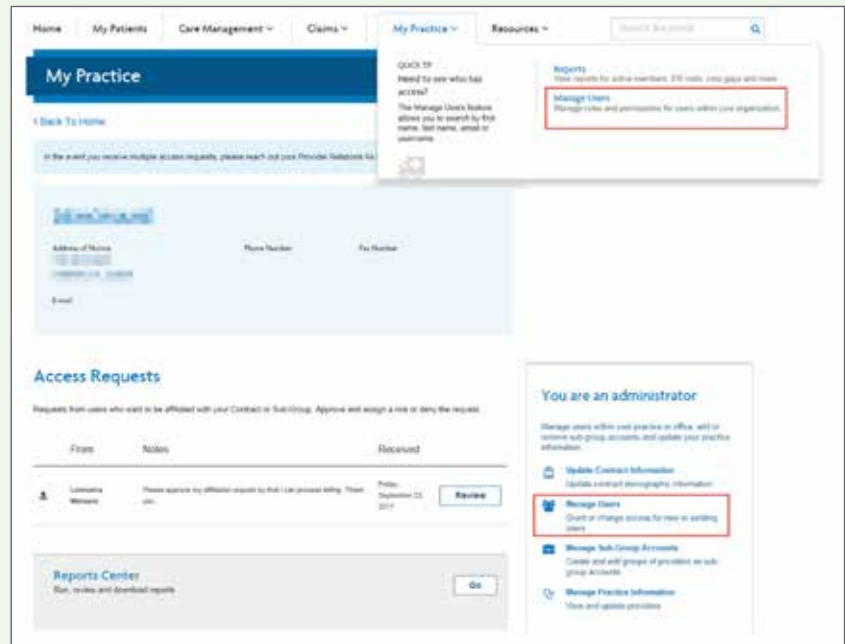 Home My Patients Care Management Claims My Practice Resources
Search the portal
My Practice
QUICK TIP
Need to see who has
access?
The Manage Users feature
allows you to search by first
name, last name, email or
username.
Reports
View reports for active members, ER visits, care gaps and more
Manage Users
Manage roles and permissions for users within your organization.
Back To Home
In the event you receive multiple access requests, please reach out your Provider Relations
Address of Service Phone Number Fax Number
E-mail
Access Requests
Requests from users who want to be affiliated with your Contract or Sub-Group. Approve and assign a role or deny the request.
From Notes Received
Please approve my affiliation request so that I can process billing. Thank
you.
Friday,
September 22,
2017
Review
Reports Center
Run, review and download reports
Go
You are an administrator
Manage users within your practice or office, add or
remove sub-group accounts and update your practice
information.
Update Contract Information
Update contract demographic information
Manage Users
Grant or change access for new or existing
users
Manage Sub-Group Accounts
Create and edit groups of providers as sub-
group accounts
Manage Practice Information
View and update providers